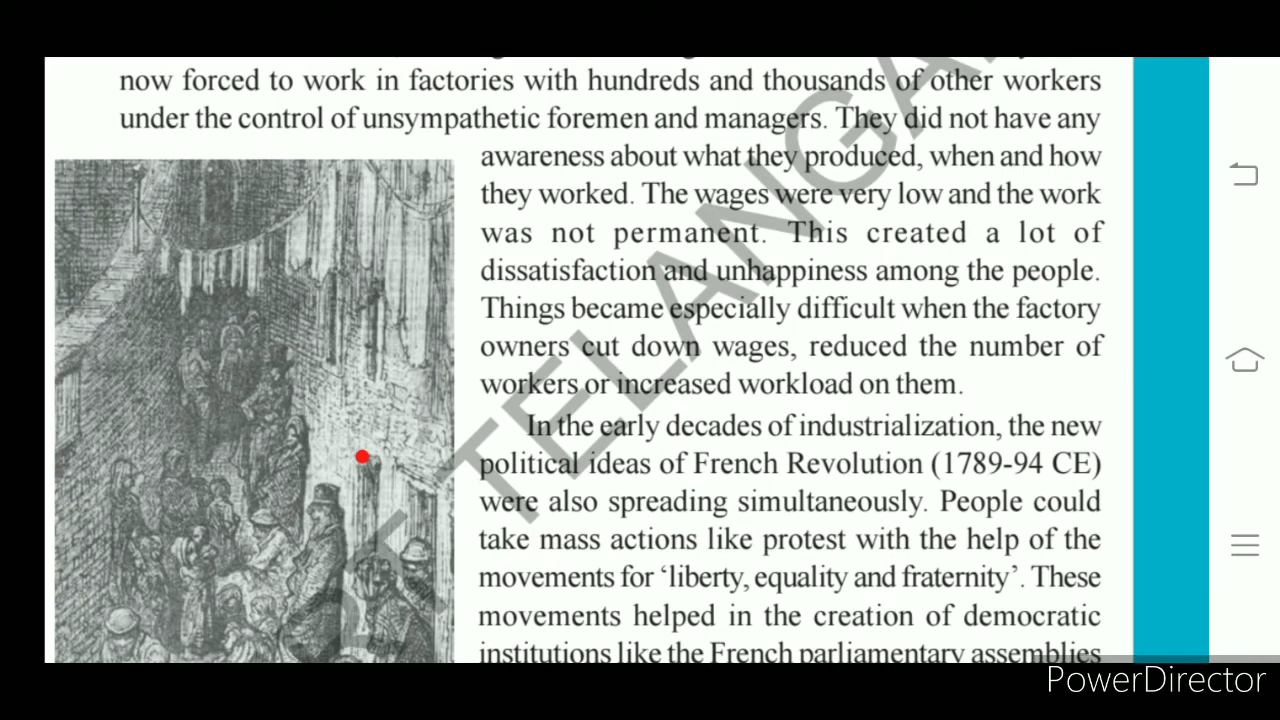 now forced to work in factories with hundreds and thousands of other workers
under the control of unsympathetic foremen and managers. They did not have any
awareness about what they produced, when and how
they worked. The wages were very low and the work
was not permanent. This created a lot of
dissatisfaction and unhappiness among the people.
Things became especially difficult when the factory
owners cut down wages, reduced the number of
workers or increased workload on them.
In the early decades of industrialization, the new
political ideas of French Revolution (1789-94 CE)
were also spreading simultaneously. People could
take mass actions like protest with the help of the
movements for ‘liberty, equality and fraternity’. These
movements helped in the creation of democratic
institutions like the French parliamentary assemblies
PowerDirector